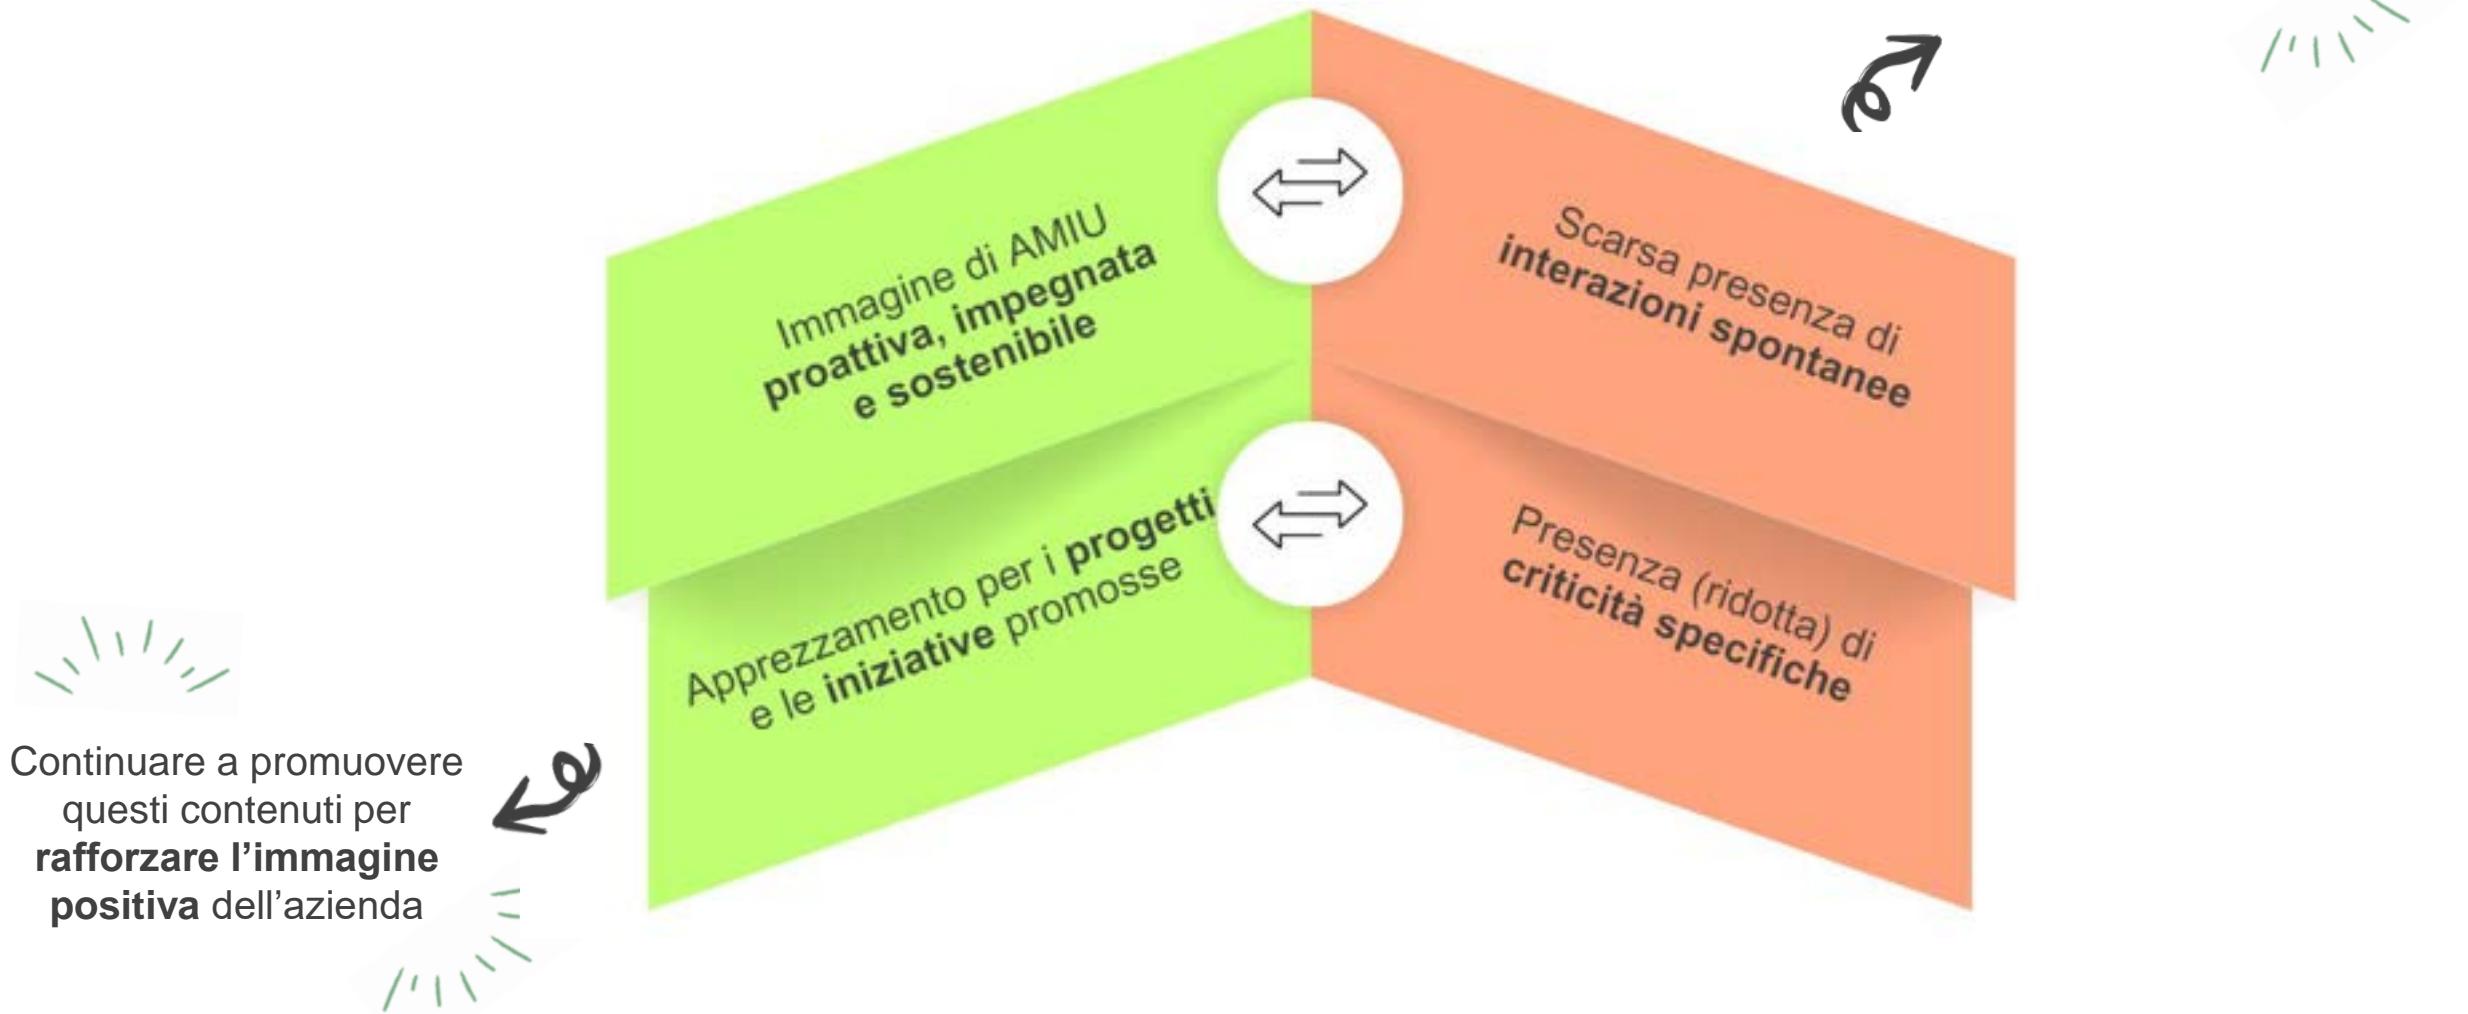 Immagine di AMIU
proattiva, impegnata
e sostenibile
Scarsa presenza di
interazioni spontanee
Apprezzamento per i progetti
e le iniziative promosse
Presenza (ridotta) di
criticità specifiche
Continuare a promuovere
questi contenuti per
rafforzare l’immagine
positiva dell’azienda